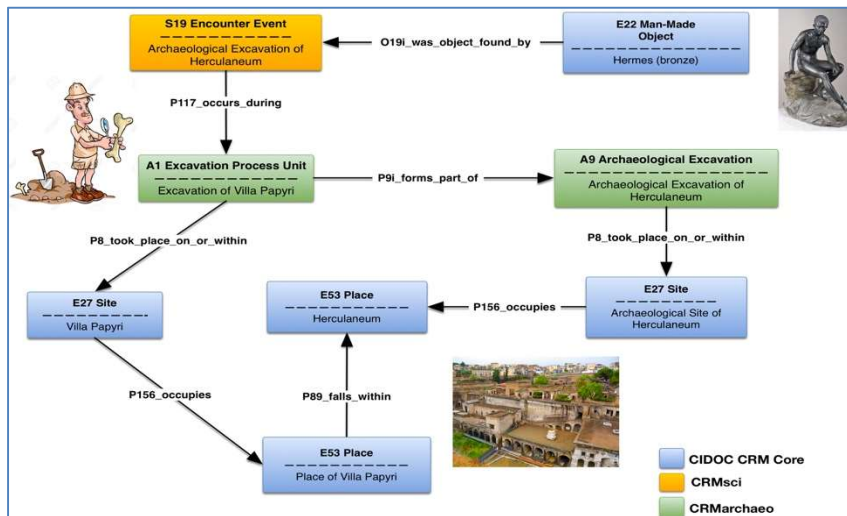 S19 Encounter Event
Archaeological Excavation of
Herculaneum
O19i_was_object_found_by
E22 Man-Made
Object
Hermes (bronze)
P117_occurs_during
A1 Excavation Process Unit
Excavation of Villa Papyri
P9i_forms_part_of
A9 Archaeological Excavation
Archaeological Excavation of
Herculaneum
P8_took_place_on_or_within
P8_took_place_on_or_within
E27 Site
Villa Papyri
E53 Place
Herculaneum
P156_occupies
E27 Site
Archaeological Site of
Herculaneum
P156_occupies
P89_falls_within
E53 Place
Place of Villa Papyri
CIDOC CRM Core
CRMsci
CRMarchaeo